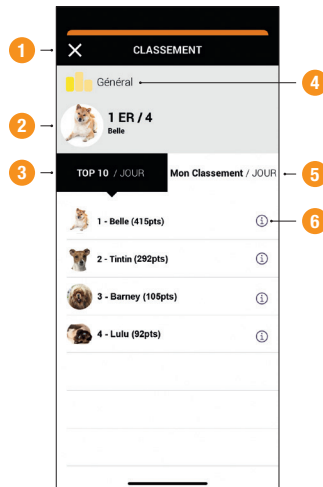 1
CLASSEMENT
Général
4
2
1 ER / 4
Belle
3
TOP 10 / JOUR
Mon Classement / JOUR
5
1 - Belle (415pts)
6
2 - Tintin (292pts)
3 - Barney (105pts)
4 - Lulu (92pts)